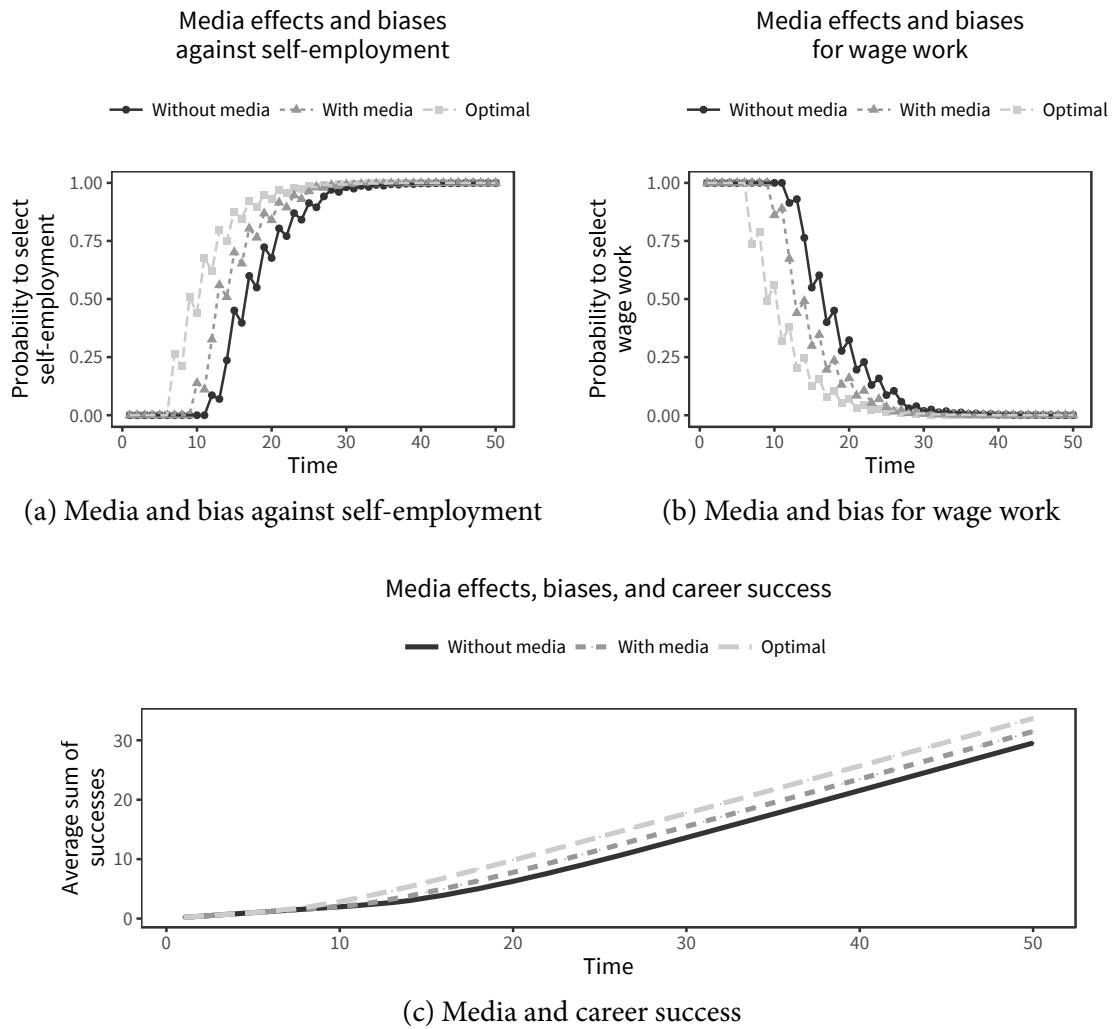 Media effects and biases
against self-employment
Without media With media Optimal
Probability to select
self-employment
1.00
0.75
0.50
0.25
0.00
0 10 20 30 40 50
Time
(a) Media and bias against self-employment
Media effects and biases
for wage work
Without media With media Optimal
Probability to select
wage work
1.00
0.75
0.50
0.25
0.00
0 10 20 30 40 50
Time
(b) Media and bias for wage work
Media effects, biases, and career success
Without media With media Optimal
Average sum of
successes
30
20
10
0
0 10 20 30 40 50
Time
(c) Media and career success